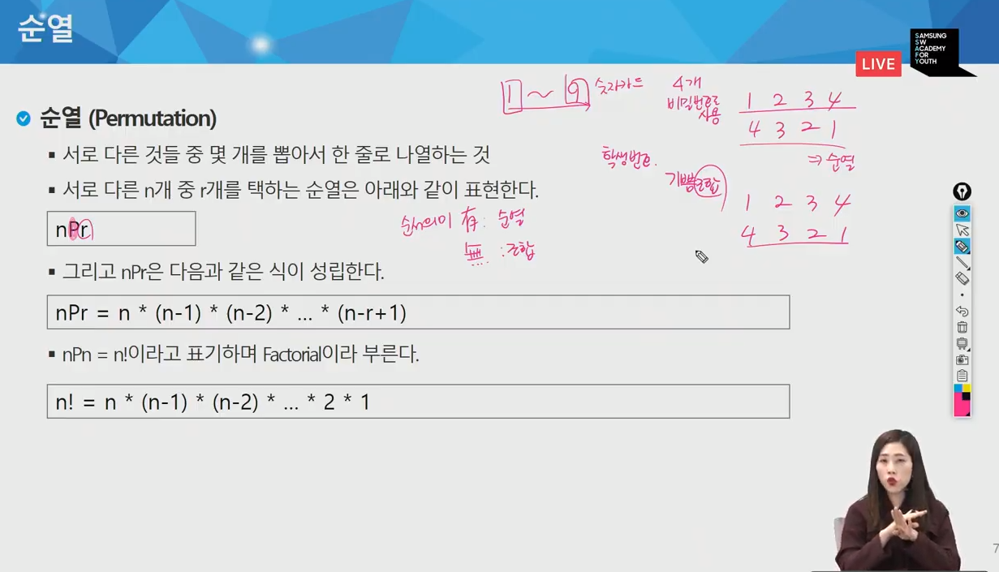 순열
SAMSUNG
SW
ACADEMY
FOR
YOUTH
LIVE
1 ~ 9 숫자카드
4개
비밀번호로
사용
1 2 3 4
4 3 2 1
⇒ 순열
순열 (Permutation)
▪ 서로 다른 것들 중 몇 개를 뽑아서 한 줄로 나열하는 것
학생번호.
▪ 서로 다른 n개 중 r개를 택하는 순열은 아래와 같이 표현한다.
조합
1 2 3 4
4 3 2 1
nPr
순서의미 有 : 순열
無 : 조합
▪ 그리고 nPr은 다음과 같은 식이 성립한다.
nPr = n * (n-1) * (n-2) * … * (n-r+1)
▪ nPn = n!이라고 표기하며 Factorial이라 부른다.
n! = n * (n-1) * (n-2) * … * 2 * 1
7